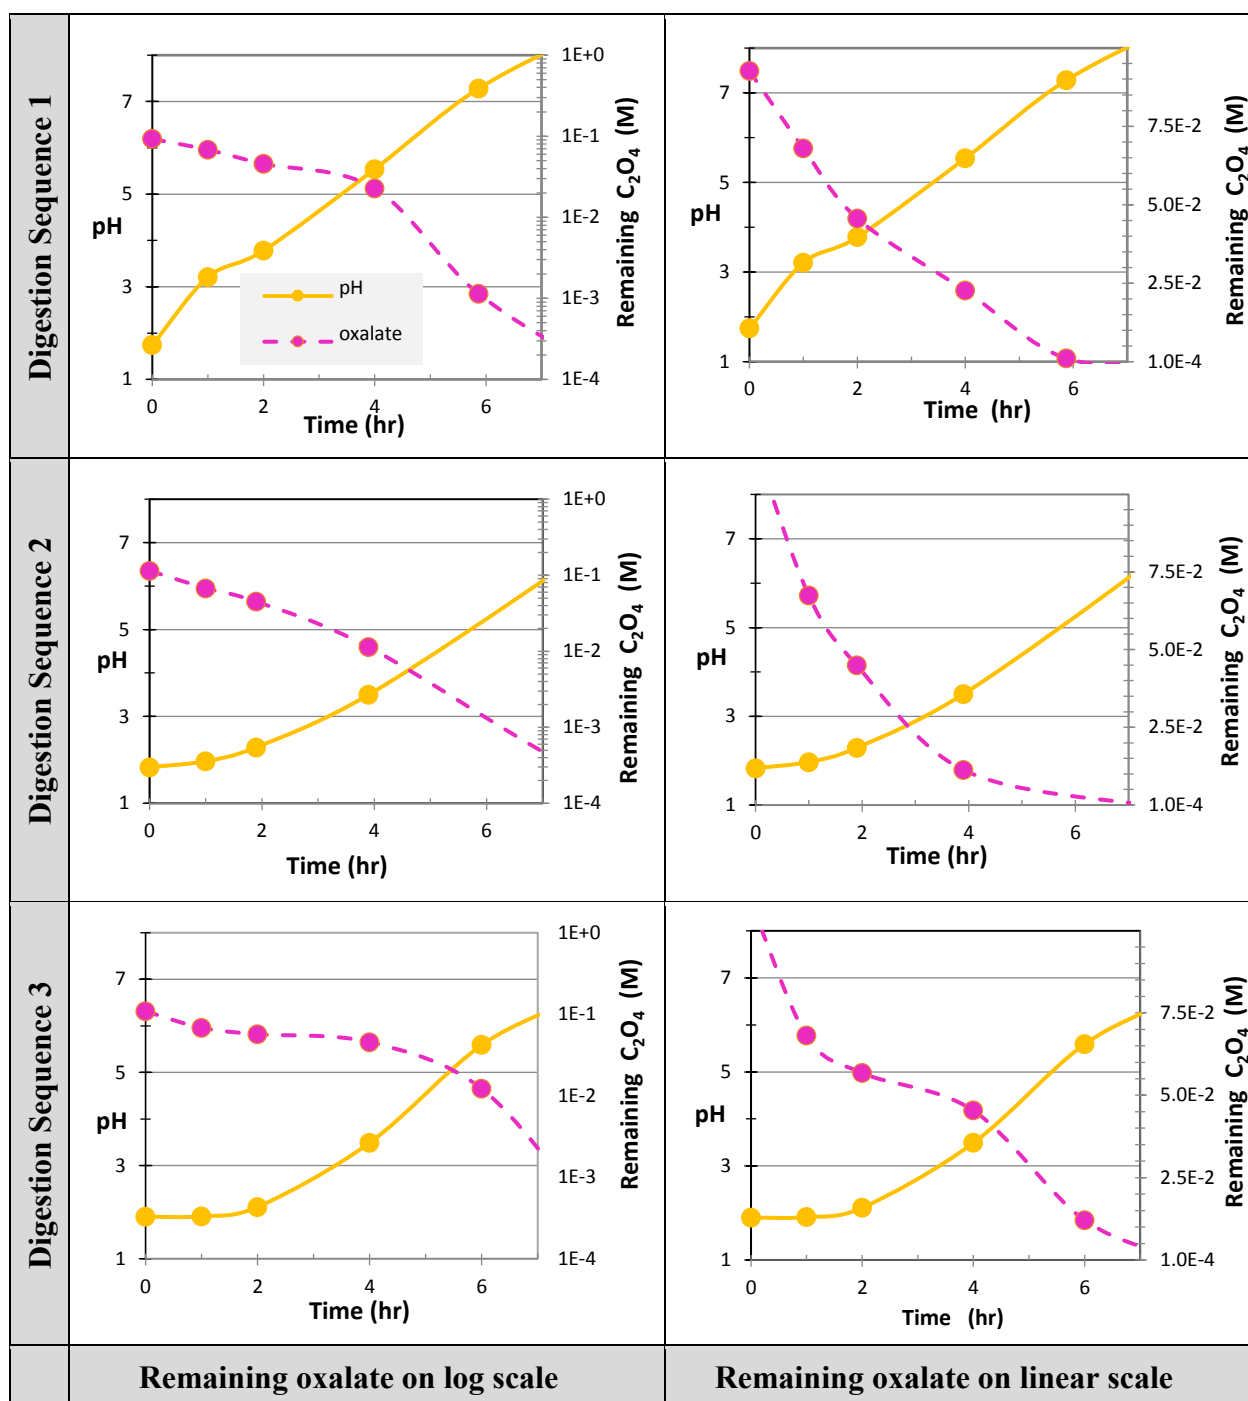 Digestion Sequence 1
pH
7
5
3
1
0
2
4
6
Time (hr)
1E+0
1E-1
1E-2
1E-3
1E-4
Remaining C2O4 (M)
pH
oxalate
pH
7
5
3
1
0
2
4
6
Time (hr)
7.5E-2
5.0E-2
2.5E-2
1.0E-4
Remaining C2O4 (M)
Digestion Sequence 2
pH
7
5
3
1
0
2
4
6
Time (hr)
1E+0
1E-1
1E-2
1E-3
1E-4
Remaining C2O4 (M)
pH
7
5
3
1
0
2
4
6
Time (hr)
7.5E-2
5.0E-2
2.5E-2
1.0E-4
Remaining C2O4 (M)
Digestion Sequence 3
pH
7
5
3
1
0
2
4
6
Time (hr)
1E+0
1E-1
1E-2
1E-3
1E-4
Remaining C2O4 (M)
pH
7
5
3
1
0
2
4
6
Time (hr)
7.5E-2
5.0E-2
2.5E-2
1.0E-4
Remaining C2O4 (M)
Remaining oxalate on log scale
Remaining oxalate on linear scale